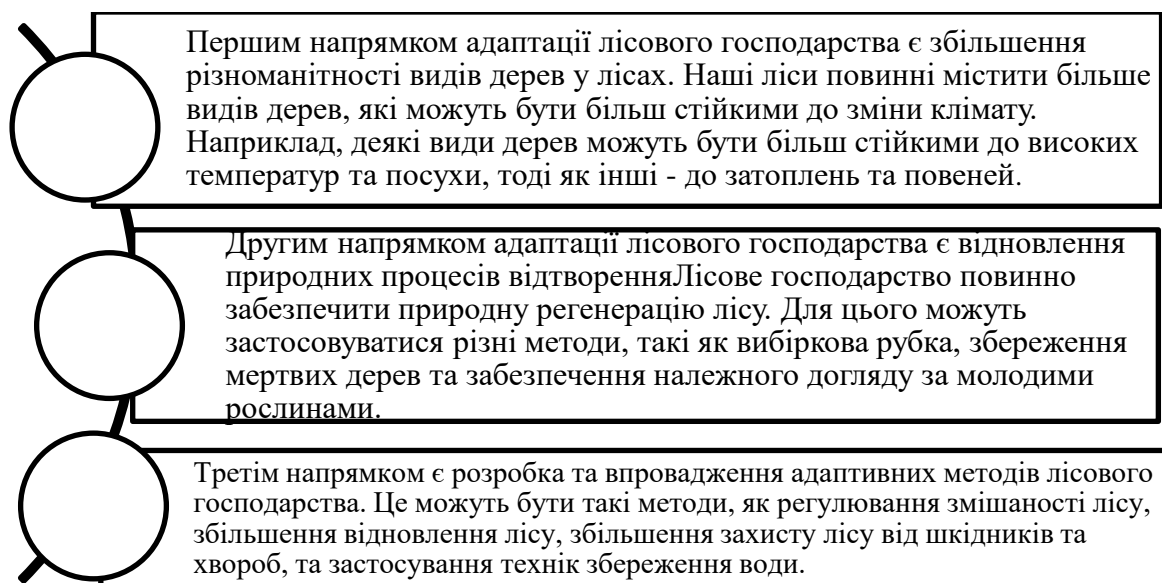 Першим напрямком адаптації лісового господарства є збільшення
різноманітності видів дерев у лісах. Наші ліси повинні містити більше
видів дерев, які можуть бути більш стійкими до зміни клімату.
Наприклад, деякі види дерев можуть бути більш стійкими до високих
температур та посухи, тоді як інші - до затоплень та повеней.
Другим напрямком адаптації лісового господарства є відновлення
природних процесів відтворенняЛісове господарство повинно
забезпечити природну регенерацію лісу. Для цього можуть
застосовуватися різні методи, такі як вибіркова рубка, збереження
мертвих дерев та забезпечення належного догляду за молодими
рослинами.
Третім напрямком є розробка та впровадження адаптивних методів лісового
господарства. Це можуть бути такі методи, як регулювання змішаності лісу,
збільшення відновлення лісу, збільшення захисту лісу від шкідників та
хвороб, та застосування технік збереження води.